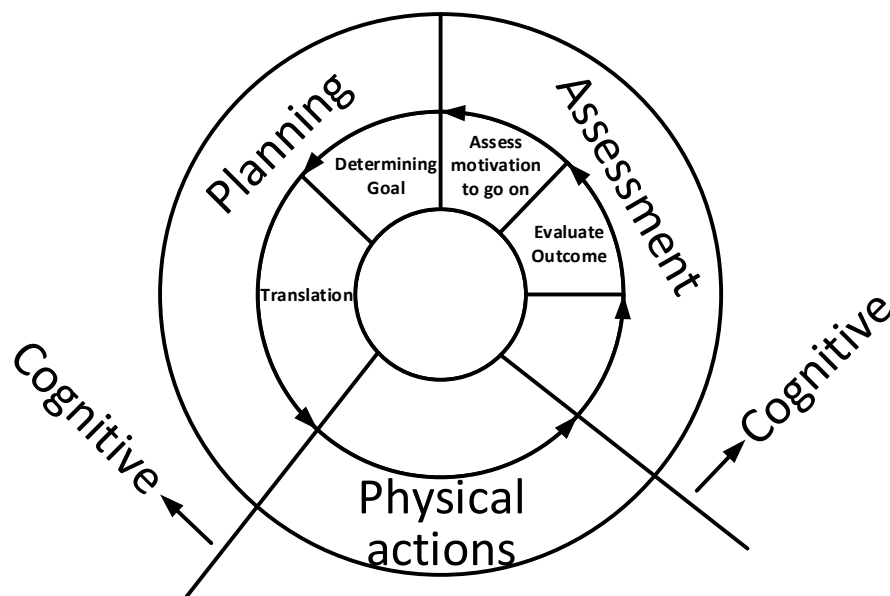 Planning
Assessment
Determining
Goal
Assess
motivation
to go on
Evaluate
Outcome
Translation
Cognitive
Cognitive
Physical
actions